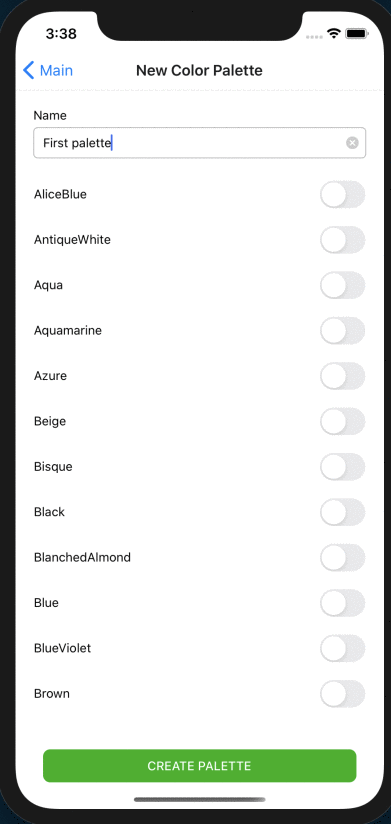 3:38
Main
New Color Palette
Name
First palette
AliceBlue
AntiqueWhite
Aqua
Aquamarine
Azure
Beige
Bisque
Black
BlanchedAlmond
Blue
BlueViolet
Brown
CREATE PALETTE